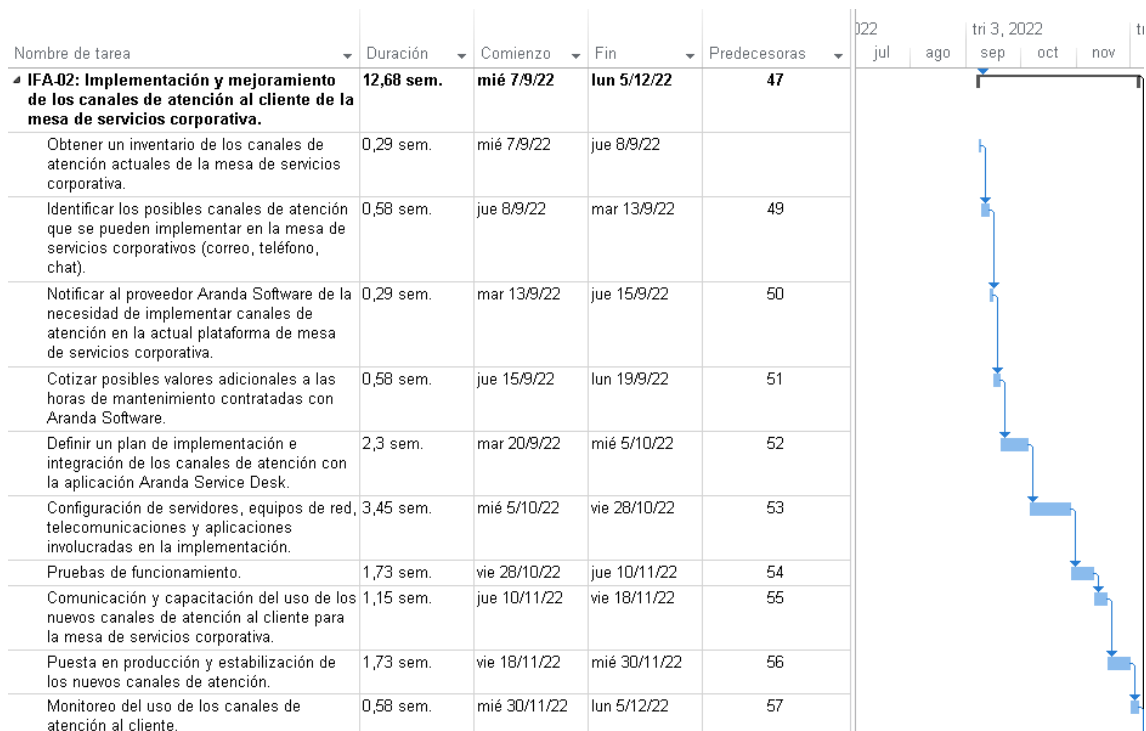 022 tri 3, 2022 t
Nombre de tarea Duración Comienzo Fin Predecesoras jul ago sep oct nov
IFA-02: Implementación y mejoramiento 12,68 sem. mié 7/9/22 lun 5/12/22 47
de los canales de atención al cliente de la
mesa de servicios corporativa.
Obtener un inventario de los canales de 0,29 sem. mié 7/9/22 jue 8/9/22
atención actuales de la mesa de servicios
corporativa.
Identificar los posibles canales de atención 0,58 sem. jue 8/9/22 mar 13/9/22 49
que se pueden implementar en la mesa de
servicios corporativos (correo, teléfono,
chat).
Notificar al proveedor Aranda Software de la 0,29 sem. mar 13/9/22 jue 15/9/22 50
necesidad de implementar canales de
atención en la actual plataforma de mesa
de servicios corporativa.
Cotizar posibles valores adicionales a las 0,58 sem. jue 15/9/22 lun 19/9/22 51
horas de mantenimiento contratadas con
Aranda Software.
Definir un plan de implementación e 2,3 sem. mar 20/9/22 mié 5/10/22 52
integración de los canales de atención con
la aplicación Aranda Service Desk.
Configuración de servidores, equipos de red, 3,45 sem. mié 5/10/22 vie 28/10/22 53
telecomunicaciones y aplicaciones
involucradas en la implementación.
Pruebas de funcionamiento. 1,73 sem. vie 28/10/22 jue 10/11/22 54
Comunicación y capacitación del uso de los 1,15 sem. jue 10/11/22 vie 18/11/22 55
nuevos canales de atención al cliente para
la mesa de servicios corporativa.
Puesta en producción y estabilización de 1,73 sem. vie 18/11/22 mié 30/11/22 56
los nuevos canales de atención.
Monitoreo del uso de los canales de 0,58 sem. mié 30/11/22 lun 5/12/22 57
atención al cliente.